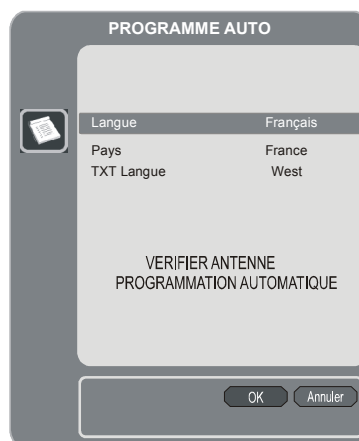 PROGRAMME AUTO
Langue Français
Pays France
TXT Langue West
VERIFIER ANTENNE
PROGRAMMATION AUTOMATIQUE
OK Annuler